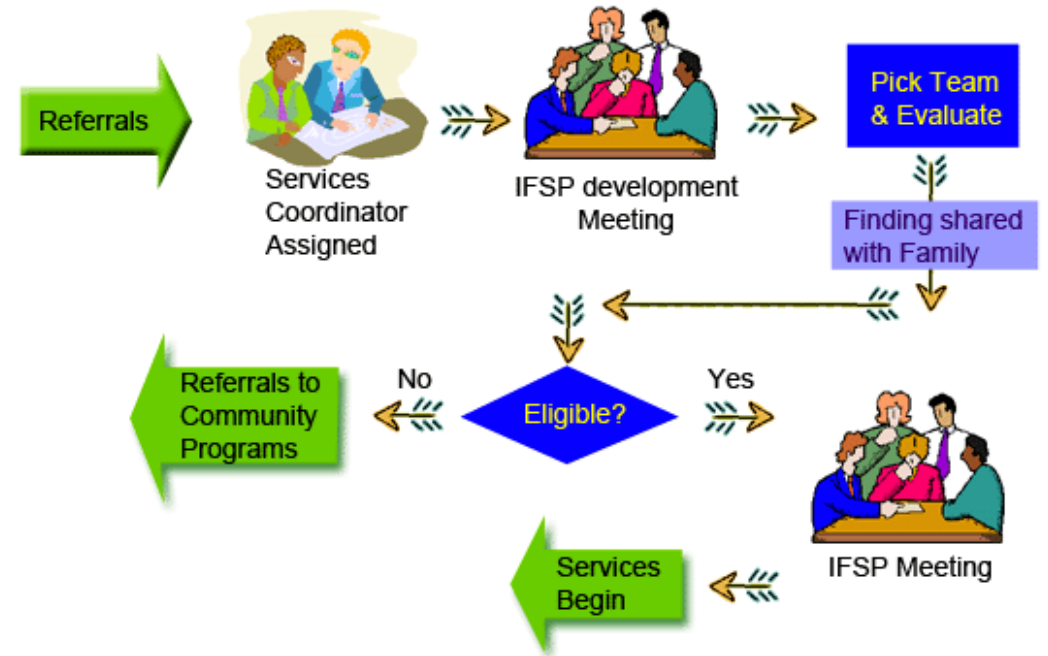 Referrals
Services
Coordinator
Assigned
IFSP development
Meeting
Pick Team
& Evaluate
Finding shared
with Family
Eligible?
No
Yes
Referrals to
Community
Programs
IFSP Meeting
Services
Begin